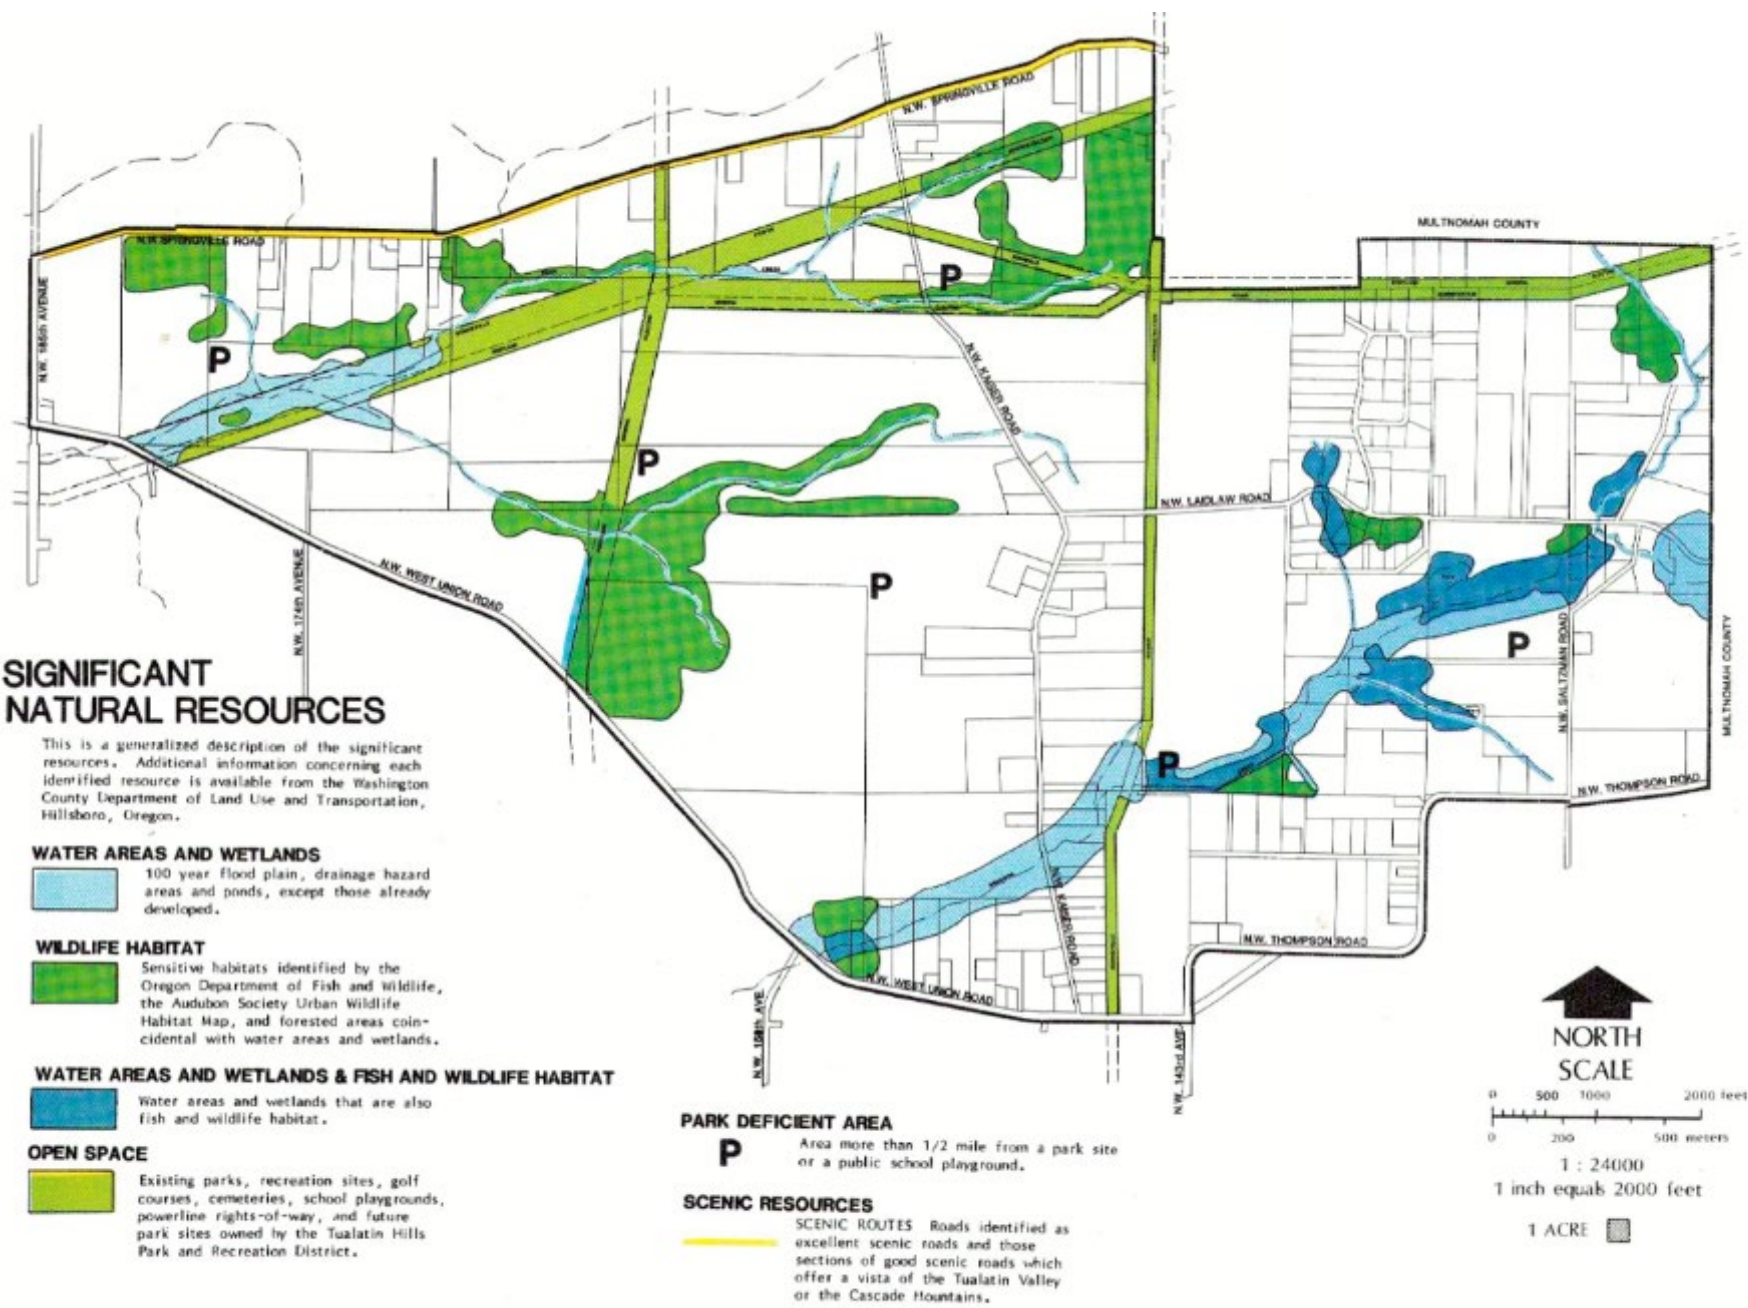 N.W. SPRINGVILLE ROAD
MULTNOMAH COUNTY
N.W. SPRINGVILLE ROAD
N.W. 185th AVENUE
P
P
N.W. KAISER ROAD
P
N.W. LAIDLAW ROAD
P
N.W. 174th AVENUE
N.W. WEST UNION ROAD
P
N.W. SALTZMAN ROAD
MULTNOMAH COUNTY
P
N.W. THOMPSON ROAD
N.W. KAISER ROAD
N.W. THOMPSON ROAD
N.W. WEST UNION ROAD
N.W. 143rd AVE
SIGNIFICANT
NATURAL RESOURCES
This is a generalized description of the significant
resources. Additional information concerning each
identified resource is available from the Washington
County Department of Land Use and Transportation,
Hillsboro, Oregon.
WATER AREAS AND WETLANDS
100 year flood plain, drainage hazard
areas and ponds, except those already
developed.
WILDLIFE HABITAT
Sensitive habitats identified by the
Oregon Department of Fish and Wildlife,
the Audubon Society Urban Wildlife
Habitat Map, and forested areas coin-
cidental with water areas and wetlands.
WATER AREAS AND WETLANDS & FISH AND WILDLIFE HABITAT
Water areas and wetlands that are also
fish and wildlife habitat.
OPEN SPACE
Existing parks, recreation sites, golf
courses, cemeteries, school playgrounds,
powerline rights-of-way, and future
park sites owned by the Tualatin Hills
Park and Recreation District.
PARK DEFICIENT AREA
P
Area more than 1/2 mile from a park site
or a public school playground.
SCENIC RESOURCES
SCENIC ROUTES Roads identified as
excellent scenic roads and those
sections of good scenic roads which
offer a vista of the Tualatin Valley
or the Cascade Mountains.
NORTH
SCALE
0 500 1000 2000 feet
0 200 500 meters
1 : 24000
1 inch equals 2000 feet
1 ACRE